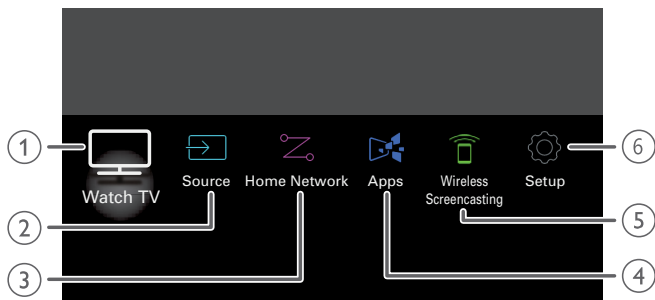 1
6
Watch TV
Source
Home Network
Apps
Wireless
Screencasting
Setup
2
5
3
4